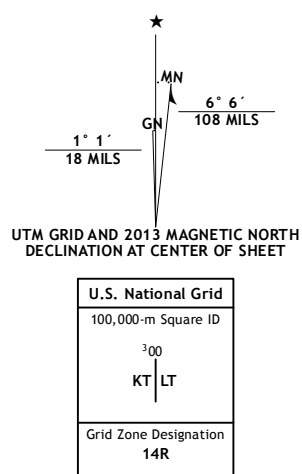 ★
MN
GN
6° 6´
108 MILS
1° 1´
18 MILS
UTM GRID AND 2013 MAGNETIC NORTH
DECLINATION AT CENTER OF SHEET
U.S. National Grid
100,000-m Square ID
³00
KT LT
Grid Zone Designation
14R